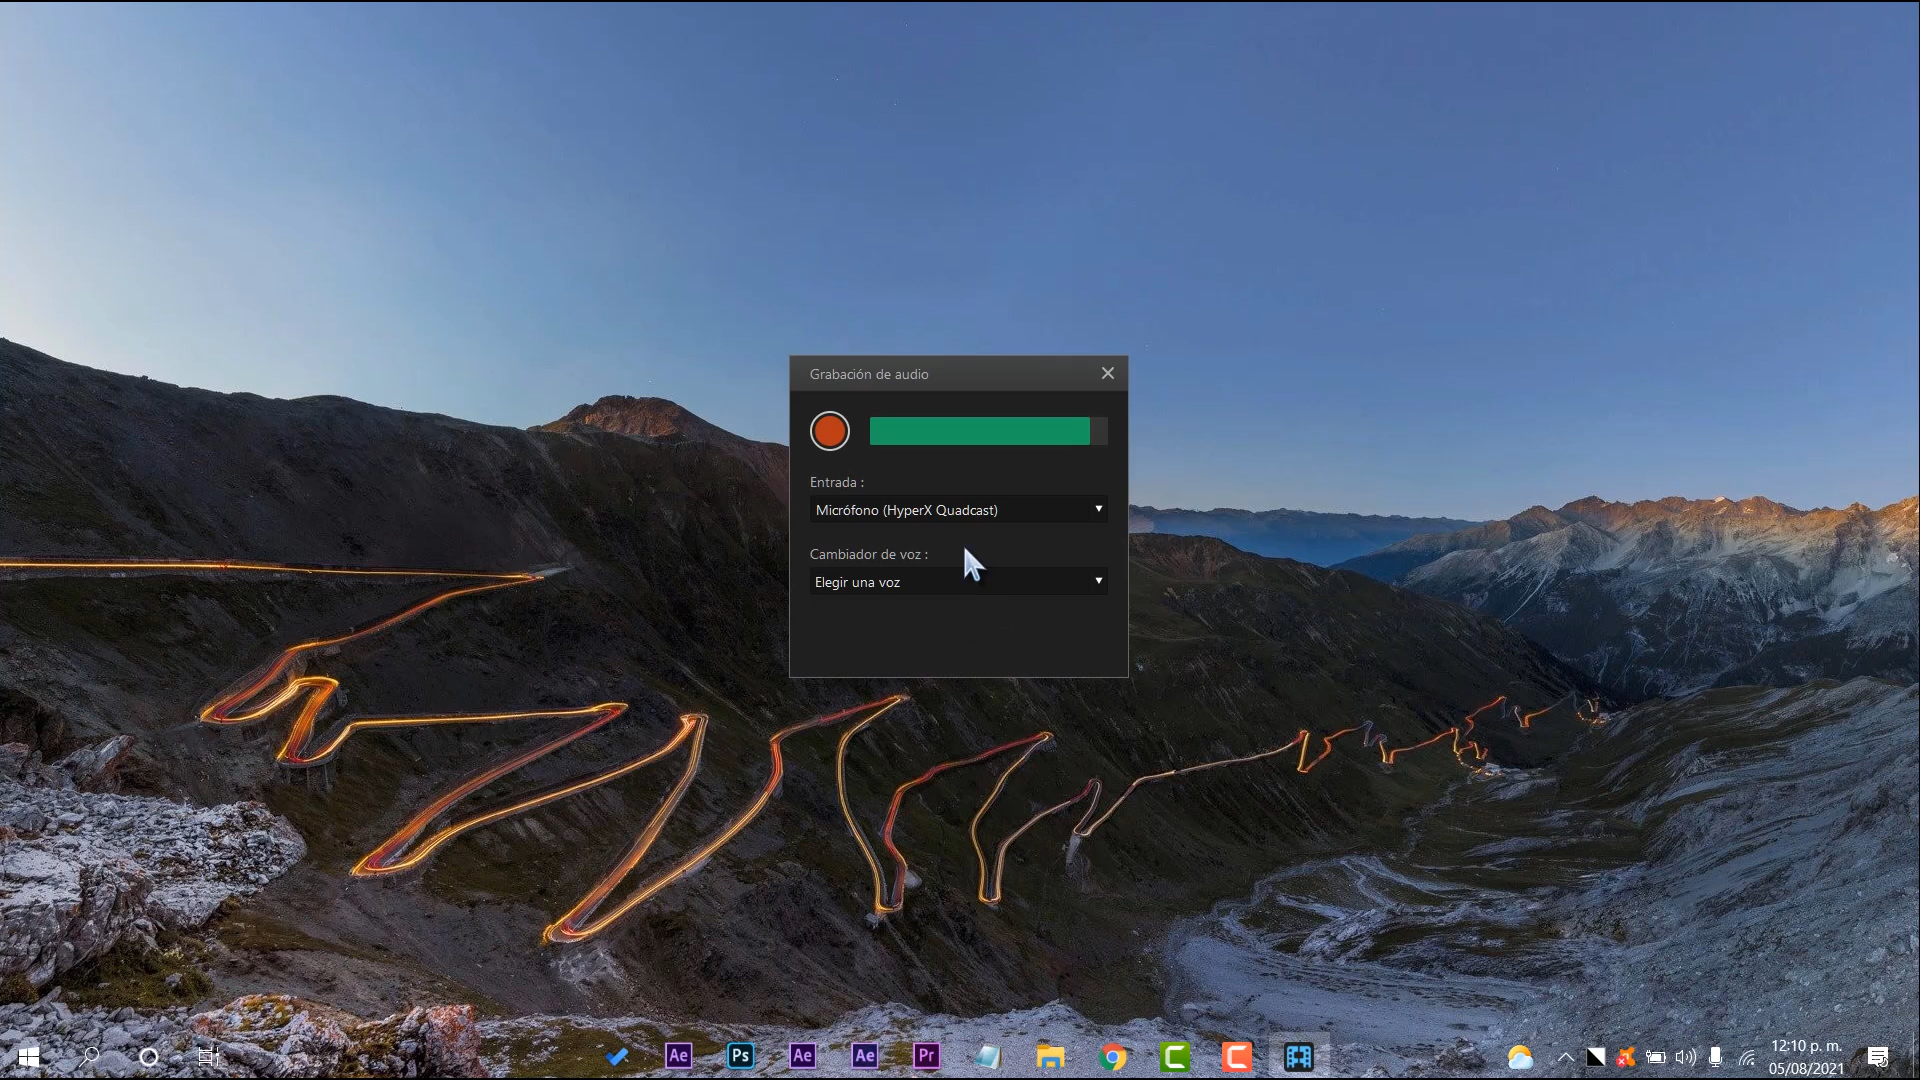 Grabación de audio
Entrada :
Micrófono (HyperX Quadcast)
Cambiador de voz :
Elegir una voz
Ae
Ps
Ae
Ae
Pr
12:10 p. m.
05/08/2021